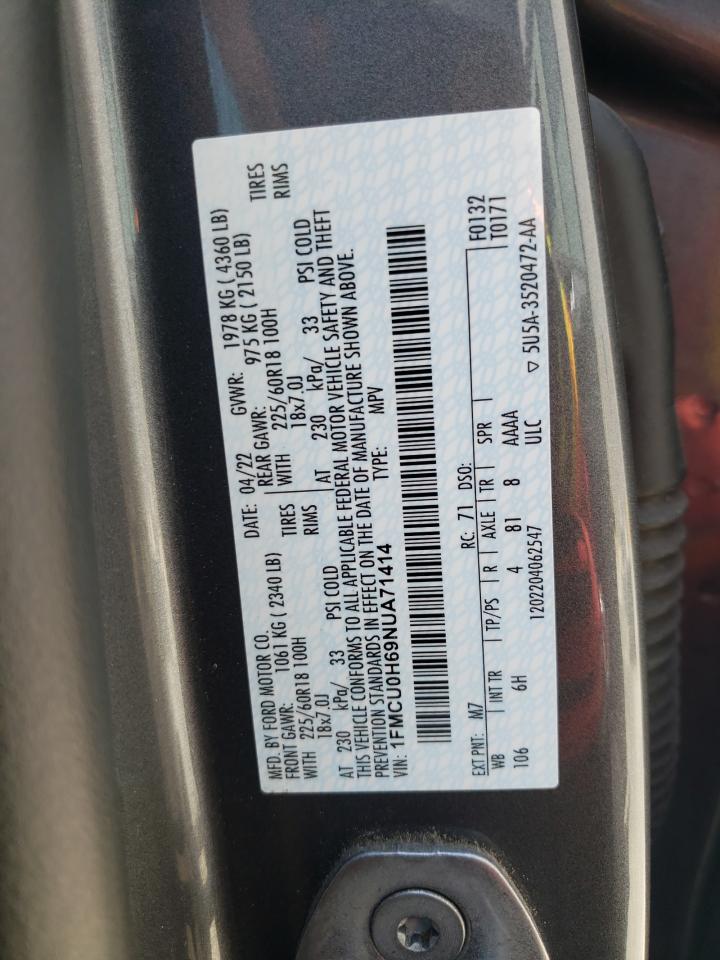 MFD. BY FORD MOTOR CO. DATE: 04/22 GVWR: 1978 KG ( 4360 LB)
FRONT GAWR: 1061 KG ( 2340 LB) REAR GAWR: 975 KG ( 2150 LB)
WITH 225/60R18 100H TIRES WITH 225/60R18 100H TIRES
18x7.0J RIMS 18x7.0J RIMS
AT 230 kPa/ 33 PSI COLD AT 230 kPa/ 33 PSI COLD
THIS VEHICLE CONFORMS TO ALL APPLICABLE FEDERAL MOTOR VEHICLE SAFETY AND THEFT
PREVENTION STANDARDS IN EFFECT ON THE DATE OF MANUFACTURE SHOWN ABOVE.
VIN: 1FMCU0H69NUA71414 TYPE: MPV
EXT PNT: M7 RC: 71 DSO: F0132
WB INT TR TP/PS R AXLE TR SPR T0171
106 6H 4 81 8 AAAA
ULC
1202204062547 ▽ 5U5A-3520472-AA